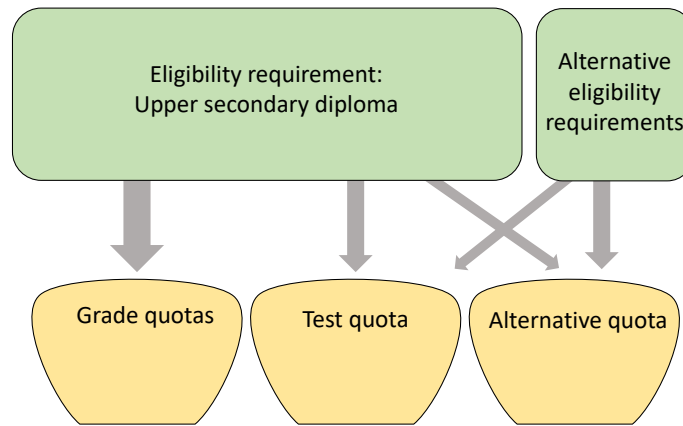 Eligibility requirement:
Upper secondary diploma
Alternative
eligibility
requirements
Grade quotas
Test quota
Alternative quota